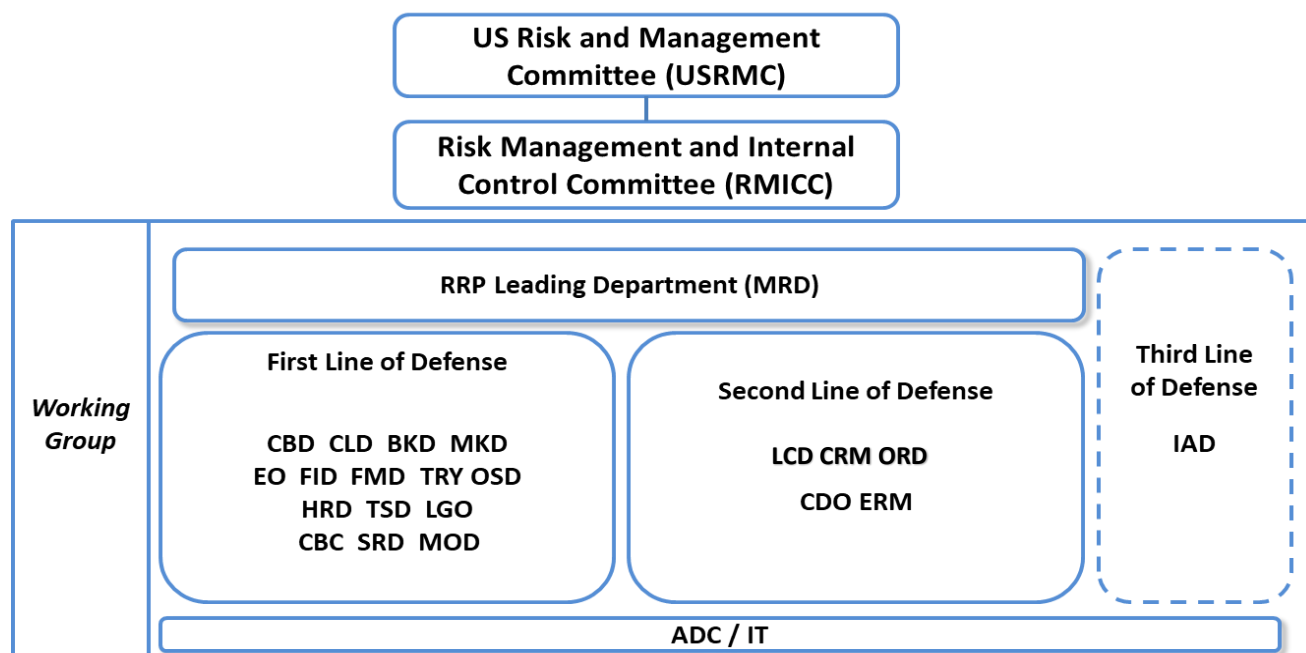 US Risk and Management
Committee (USRMC)
Risk Management and Internal
Control Committee (RMICC)
Working
Group
RRP Leading Department (MRD)
First Line of Defense
CBD CLD BKD MKD
EO FID FMD TRY OSD
HRD TSD LGO
CBC SRD MOD
Second Line of Defense
LCD CRM ORD
CDO ERM
Third Line
of Defense
IAD
ADC / IT